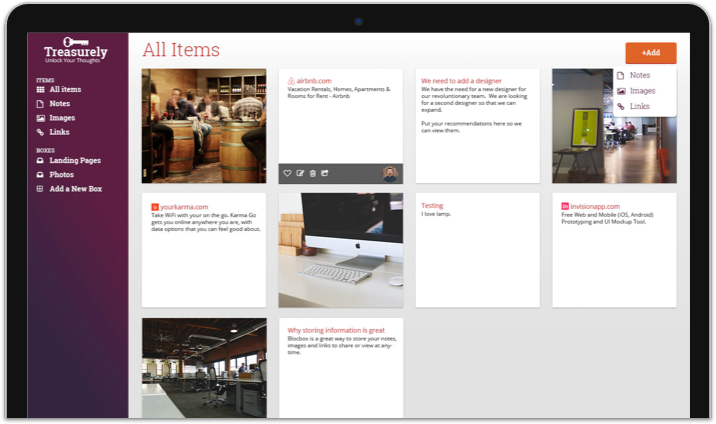 Treasurely
Unlock Your Thoughts
ITEMS
All items
Notes
Images
Links
BOXES
Landing Pages
Photos
Add a New Box
All Items
+Add
Notes
Images
Links
airbnb.com
Vacation Rentals, Homes, Apartments &
Rooms for Rent - Airbnb
We need to add a designer
We have the need for a new designer for
our revoluntionary team. We are looking
for a second designer so that we can
expand.
Put your recommendations here so we
can view them.
yourkarma.com
Take WiFi with your on the go. Karma Go
gets you online anywhere you are, with
data options that you can feel good about.
Testing
I love lamp.
in
invisionapp.com
Free Web and Mobile (iOS, Android)
Prototyping and UI Mockup Tool.
Why storing information is great
Blocbox is a great way to store your notes,
images and links to share or view at any-
time.